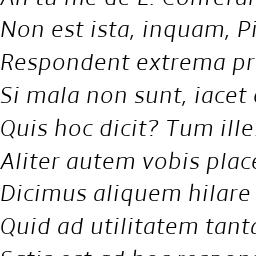 Non est ista, inquam, Pi
Respondent extrema pr
Si mala non sunt, iacet
Quis hoc dicit? Tum ille
Aliter autem vobis place
Dicimus aliquem hilare
Quid ad utilitatem tanta